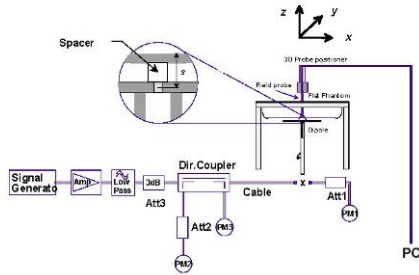 z
y
x
Spacer
s
3D Probe positioner
Field probe
Flat Phantom
Dipole
Dir.Coupler
Signal
Generato
Amp
Low
Pass
3dB
Cable
x
Att3
Att1
Att2
PM3
PM1
PM2
PC